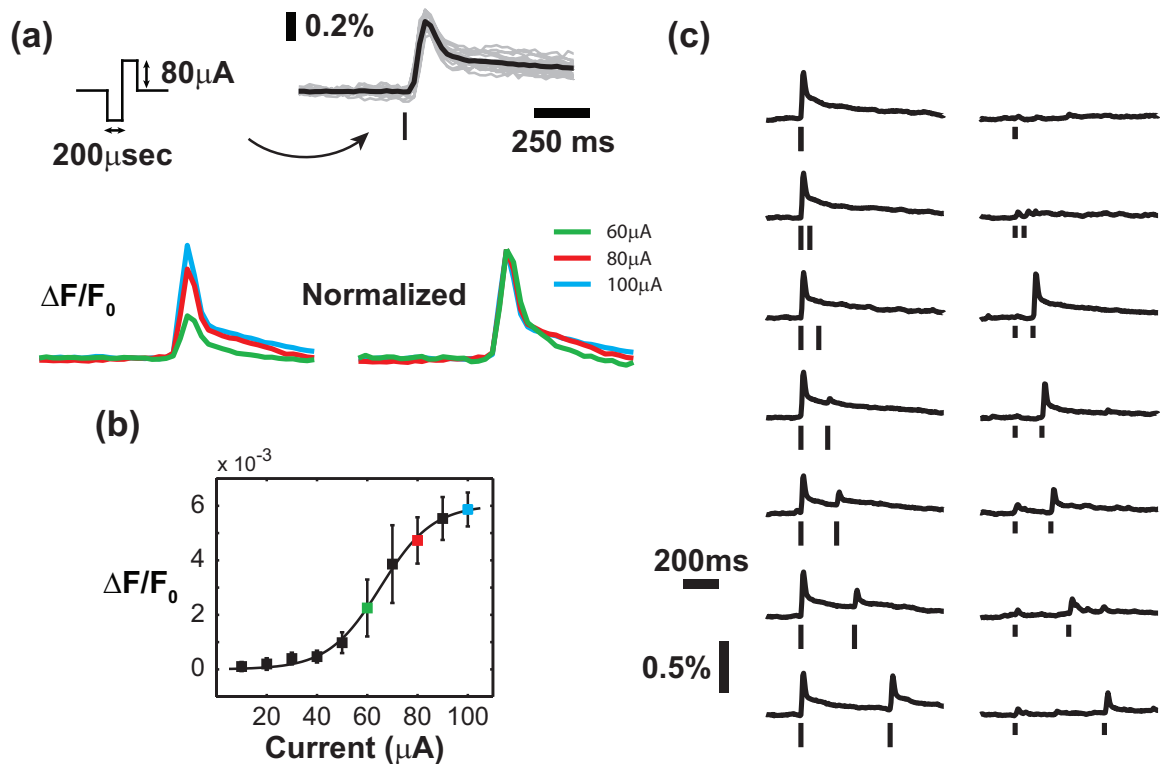 (a)
80μA
200μsec
0.2%
250 ms
ΔF/F0
Normalized
60μA
80μA
100μA
(b)
x 10-3
6
4
2
0
ΔF/F0
20 40 60 80 100
Current (μA)
(c)
200ms
0.5%